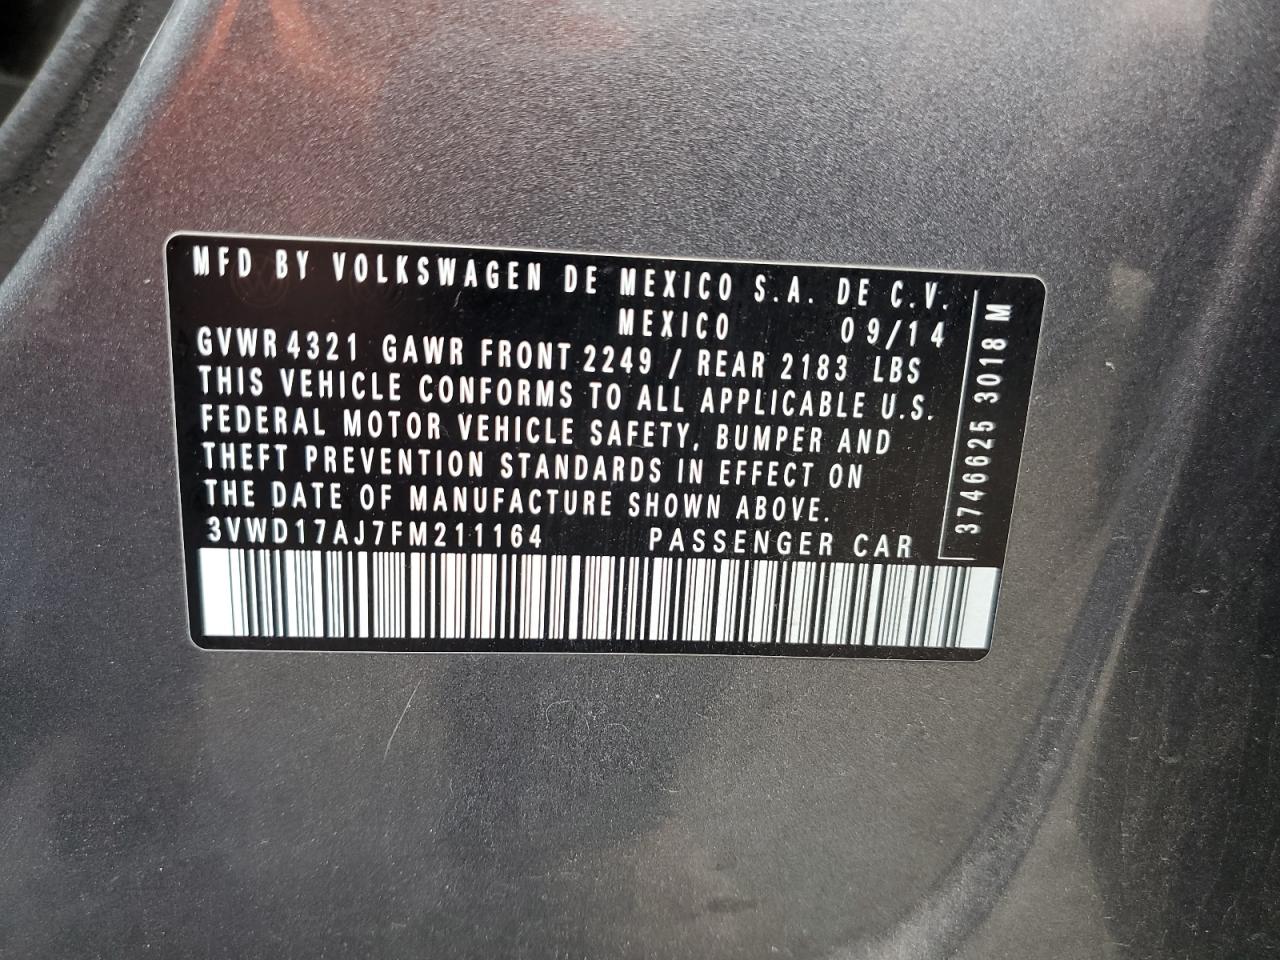 MFD BY VOLKSWAGEN DE MEXICO S.A. DE C.V.
MEXICO 09/14
GVWR 4321 GAWR FRONT 2249 / REAR 2183 LBS
THIS VEHICLE CONFORMS TO ALL APPLICABLE U.S.
FEDERAL MOTOR VEHICLE SAFETY, BUMPER AND
THEFT PREVENTION STANDARDS IN EFFECT ON
THE DATE OF MANUFACTURE SHOWN ABOVE.
3VWD17AJ7FM211164 PASSENGER CAR
3746625 3018 M